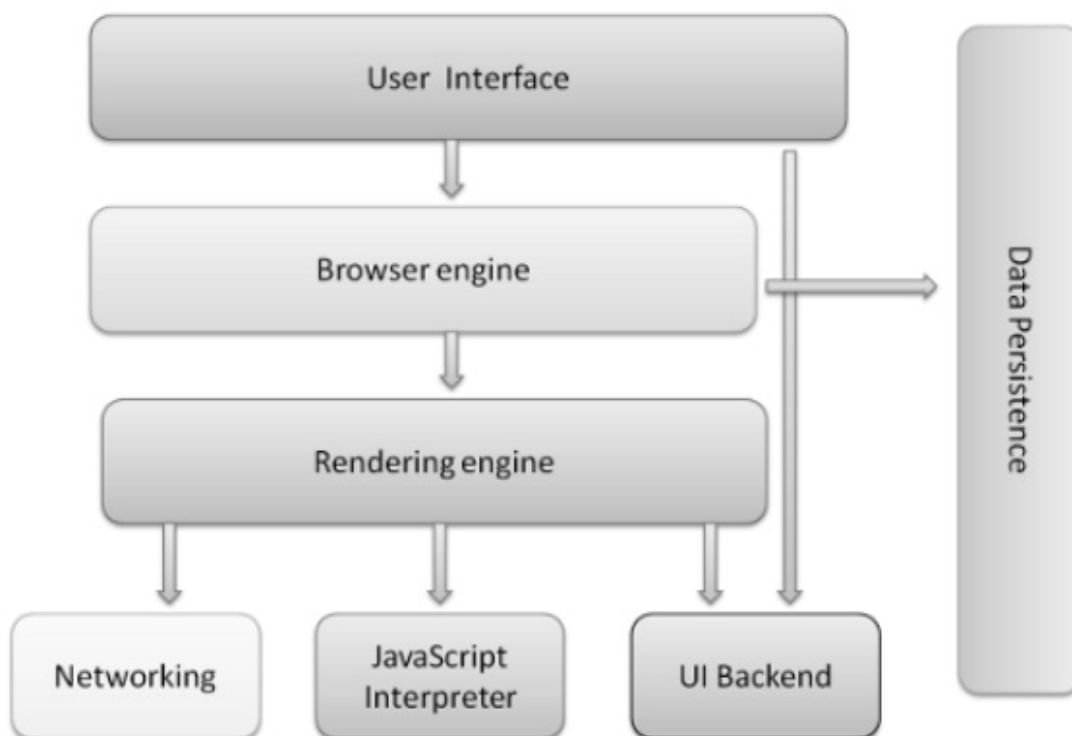 User Interface
Browser engine
Rendering engine
Networking
JavaScript
Interpreter
UI Backend
Data Persistence